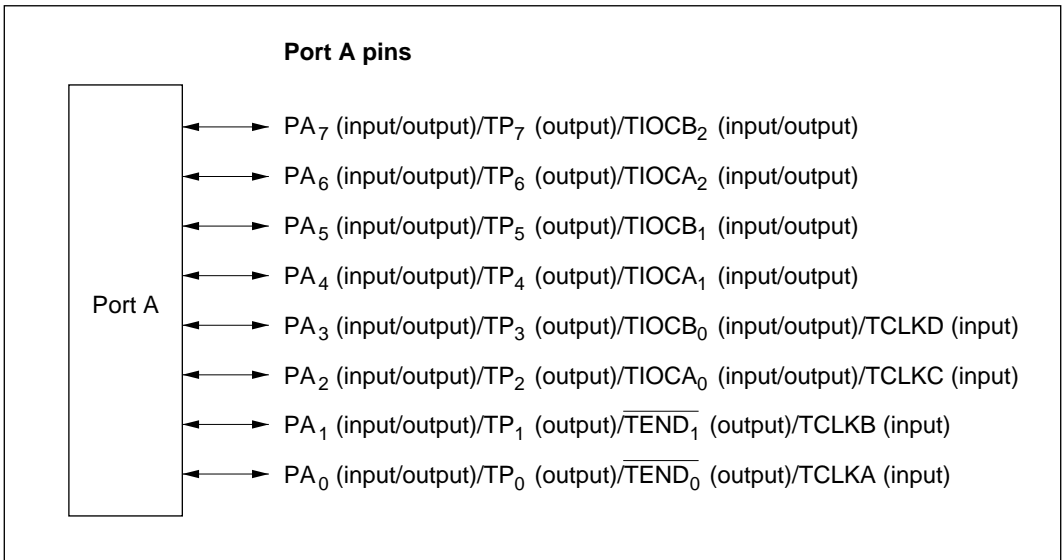 Port A pins
PA7 (input/output)/TP7 (output)/TIOCB2 (input/output)
PA6 (input/output)/TP6 (output)/TIOCA2 (input/output)
PA5 (input/output)/TP5 (output)/TIOCB1 (input/output)
PA4 (input/output)/TP4 (output)/TIOCA1 (input/output)
Port A
PA3 (input/output)/TP3 (output)/TIOCB0 (input/output)/TCLKD (input)
PA2 (input/output)/TP2 (output)/TIOCA0 (input/output)/TCLKC (input)
PA1 (input/output)/TP1 (output)/T̅E̅N̅D̅1̅ (output)/TCLKB (input)
PA0 (input/output)/TP0 (output)/T̅E̅N̅D̅0̅ (output)/TCLKA (input)